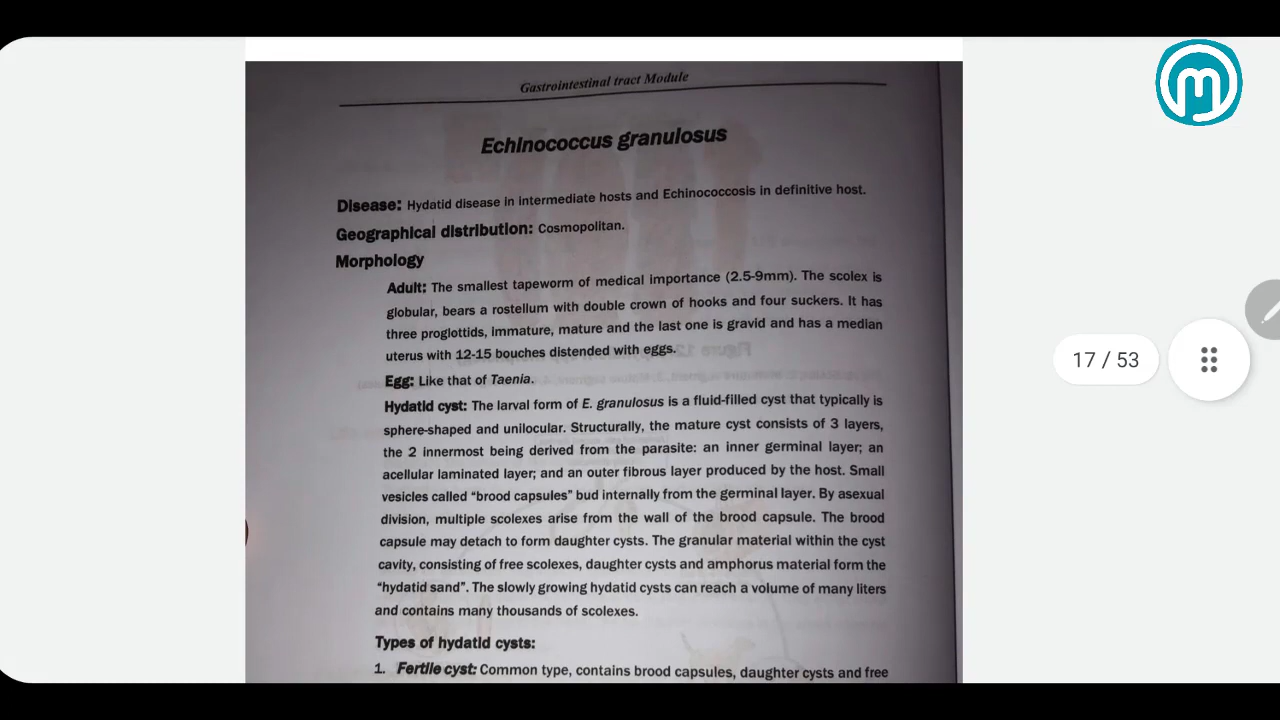 Gastrointestinal tract Module
Echinococcus granulosus
Disease: Hydatid disease in intermediate hosts and Echinococcosis in definitive host.
Geographical distribution: Cosmopolitan.
Morphology
Adult: The smallest tapeworm of medical importance (2.5-9mm). The scolex is
globular, bears a rostellum with double crown of hooks and four suckers. It has
three proglottids, immature, mature and the last one is gravid and has a median
uterus with 12-15 bouches distended with eggs.
Egg: Like that of Taenia.
Hydatid cyst: The larval form of E. granulosus is a fluid-filled cyst that typically is
sphere-shaped and unilocular. Structurally, the mature cyst consists of 3 layers,
the 2 innermost being derived from the parasite: an inner germinal layer; an
acellular laminated layer; and an outer fibrous layer produced by the host. Small
vesicles called "brood capsules" bud internally from the germinal layer. By asexual
division, multiple scolexes arise from the wall of the brood capsule. The brood
capsule may detach to form daughter cysts. The granular material within the cyst
cavity, consisting of free scolexes, daughter cysts and amphorus material form the
"hydatid sand". The slowly growing hydatid cysts can reach a volume of many liters
and contains many thousands of scolexes.
Types of hydatid cysts:
1. Fertile cyst: Common type, contains brood capsules, daughter cysts and free
17 / 53